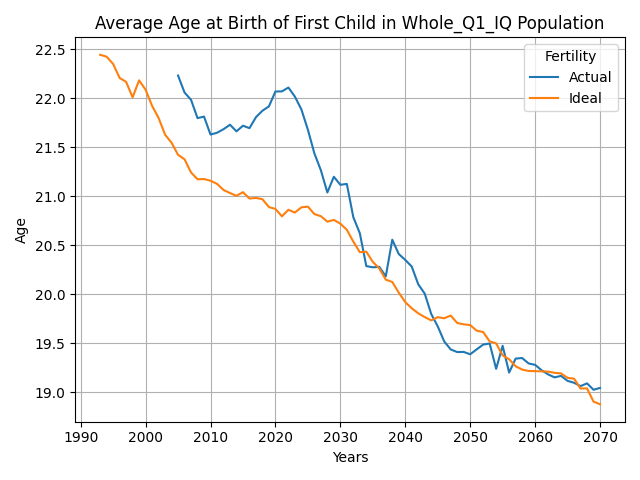 Average Age at Birth of First Child in Whole_Q1_IQ Population
Fertility
Actual
Ideal
Age
22.5
22.0
21.5
21.0
20.5
20.0
19.5
19.0
1990 2000 2010 2020 2030 2040 2050 2060 2070
Years